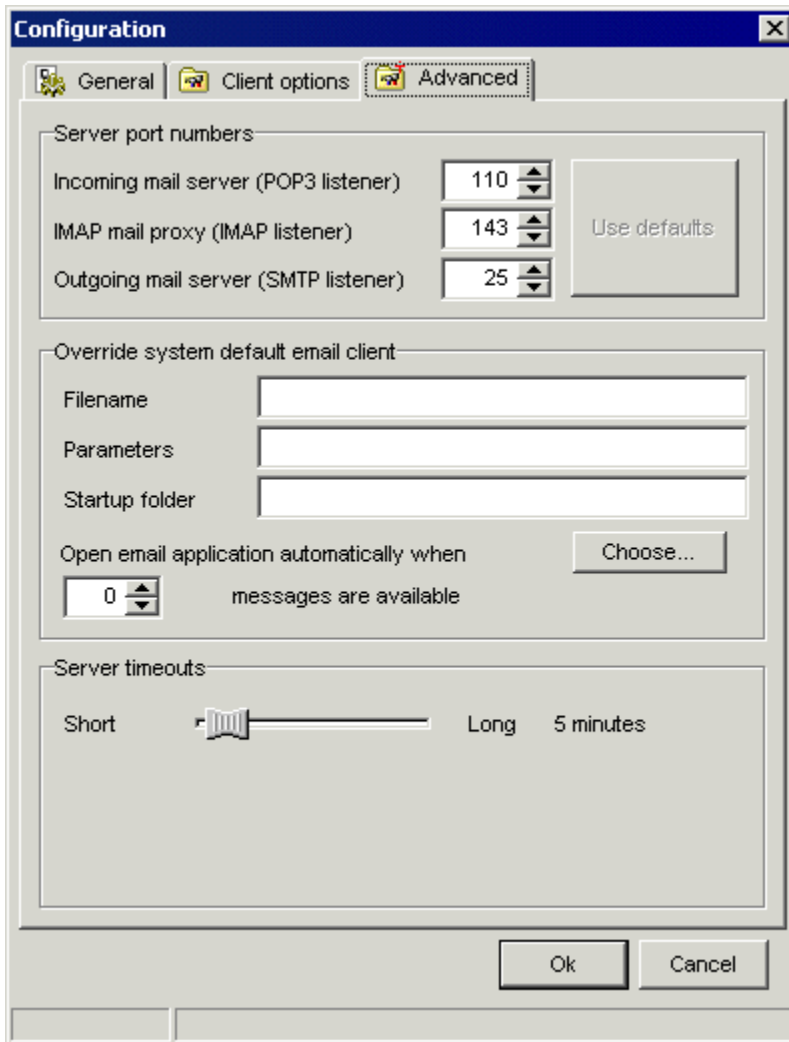 Configuration
General Client options Advanced
Server port numbers
Incoming mail server (POP3 listener) 110
IMAP mail proxy (IMAP listener) 143 Use defaults
Outgoing mail server (SMTP listener) 25
Override system default email client
Filename
Parameters
Startup folder
Open email application automatically when Choose...
0 messages are available
Server timeouts
Short Long 5 minutes
Ok Cancel